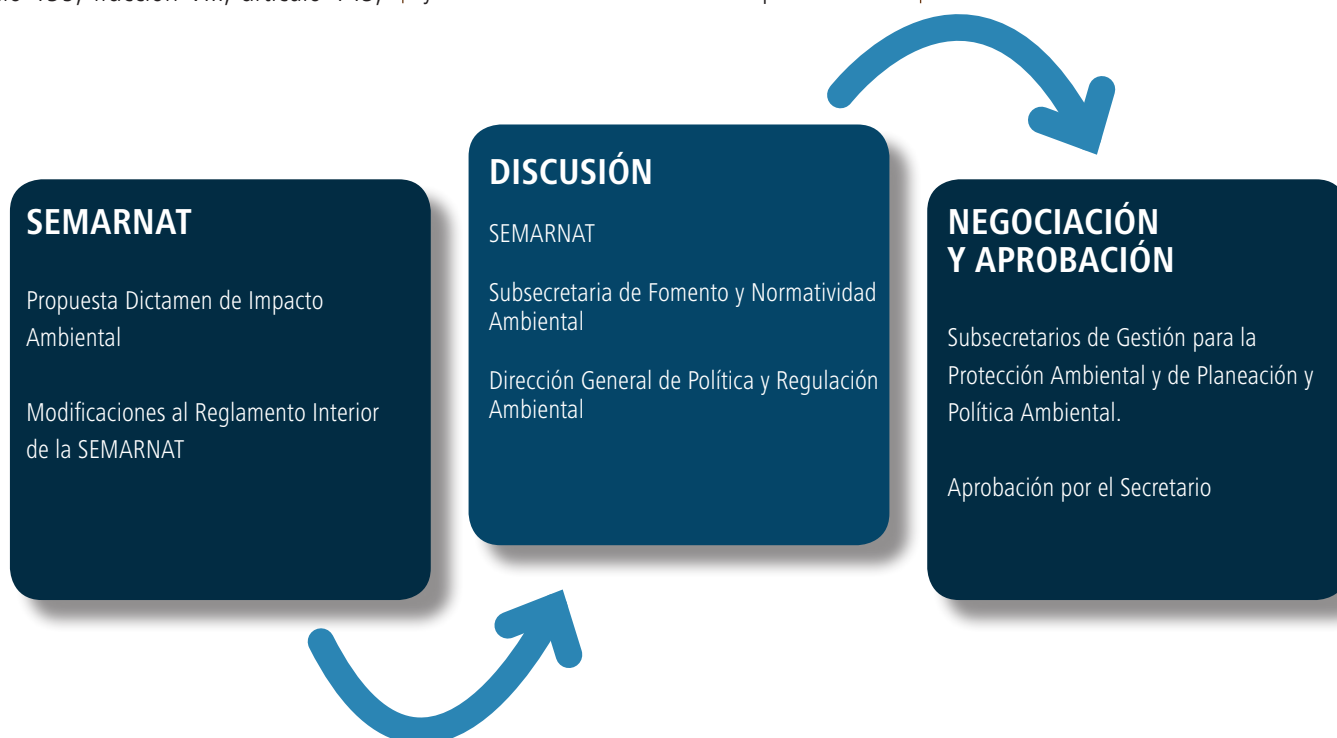 SEMARNAT
Propuesta Dictamen de Impacto
Ambiental
Modificaciones al Reglamento Interior
de la SEMARNAT
DISCUSIÓN
SEMARNAT
Subsecretaria de Fomento y Normatividad
Ambiental
Dirección General de Política y Regulación
Ambiental
NEGOCIACIÓN
Y APROBACIÓN
Subsecretarios de Gestión para la
Protección Ambiental y de Planeación y
Política Ambiental.
Aprobación por el Secretario